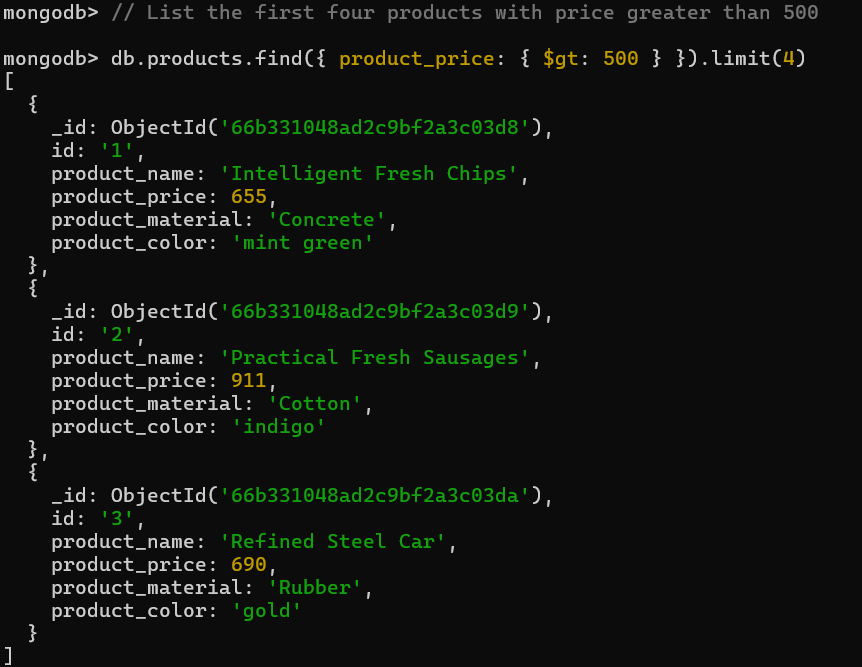 mongodb> // List the first four products with price greater than 500
mongodb> db.products.find({ product_price: { $gt: 500 } }).limit(4)
[
  {
    _id: ObjectId('66b331048ad2c9bf2a3c03d8'),
    id: '1',
    product_name: 'Intelligent Fresh Chips',
    product_price: 655,
    product_material: 'Concrete',
    product_color: 'mint green'
  },
  {
    _id: ObjectId('66b331048ad2c9bf2a3c03d9'),
    id: '2',
    product_name: 'Practical Fresh Sausages',
    product_price: 911,
    product_material: 'Cotton',
    product_color: 'indigo'
  },
  {
    _id: ObjectId('66b331048ad2c9bf2a3c03da'),
    id: '3',
    product_name: 'Refined Steel Car',
    product_price: 690,
    product_material: 'Rubber',
    product_color: 'gold'
  }
]